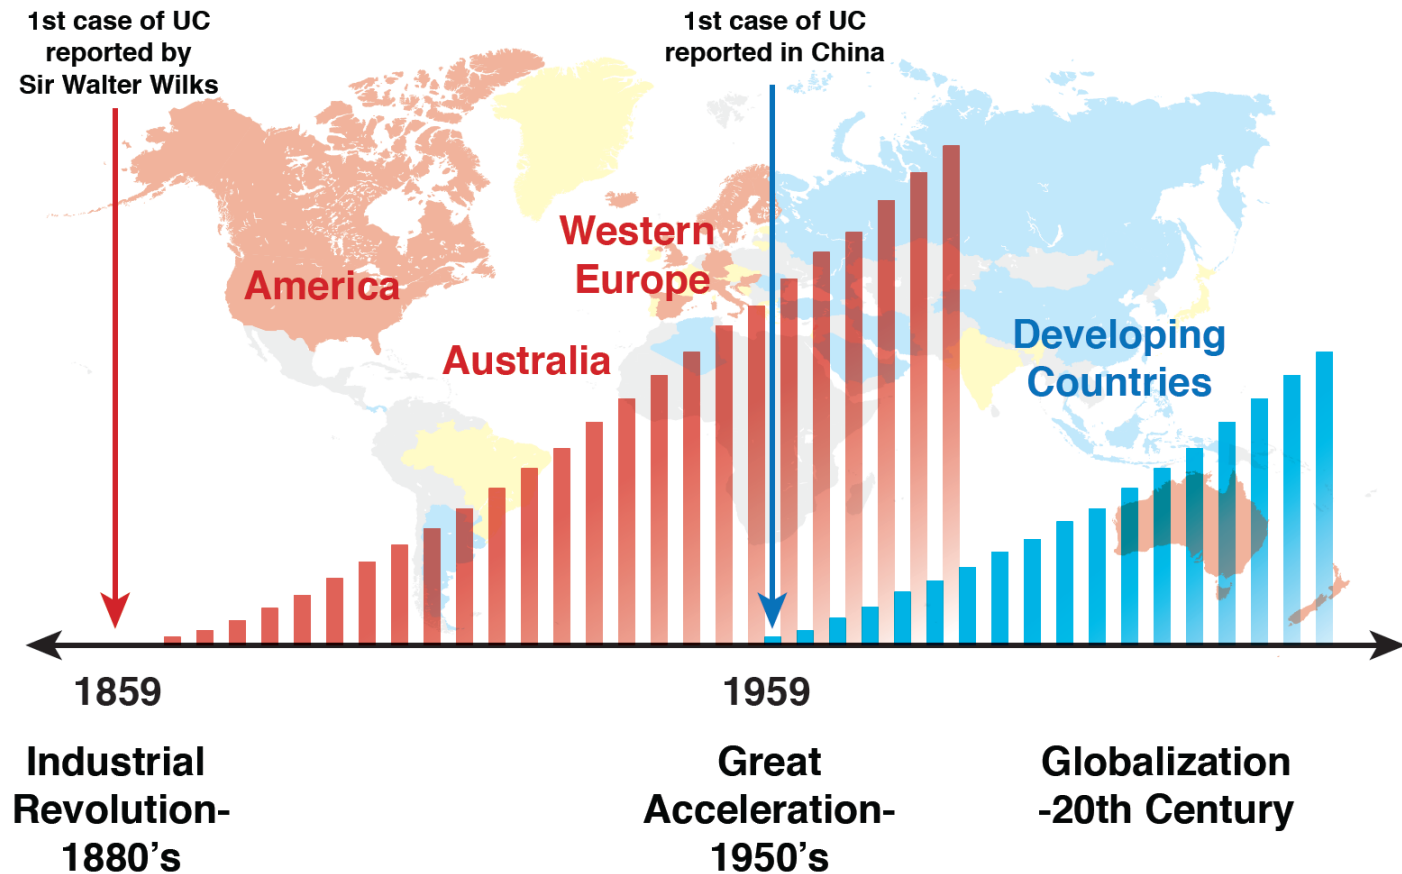 1st case of UC
reported by
Sir Walter Wilks
1st case of UC
reported in China
America
Western
Europe
Australia
Developing
Countries
1859
1959
Industrial
Revolution-
1880’s
Great
Acceleration-
1950’s
Globalization
-20th Century